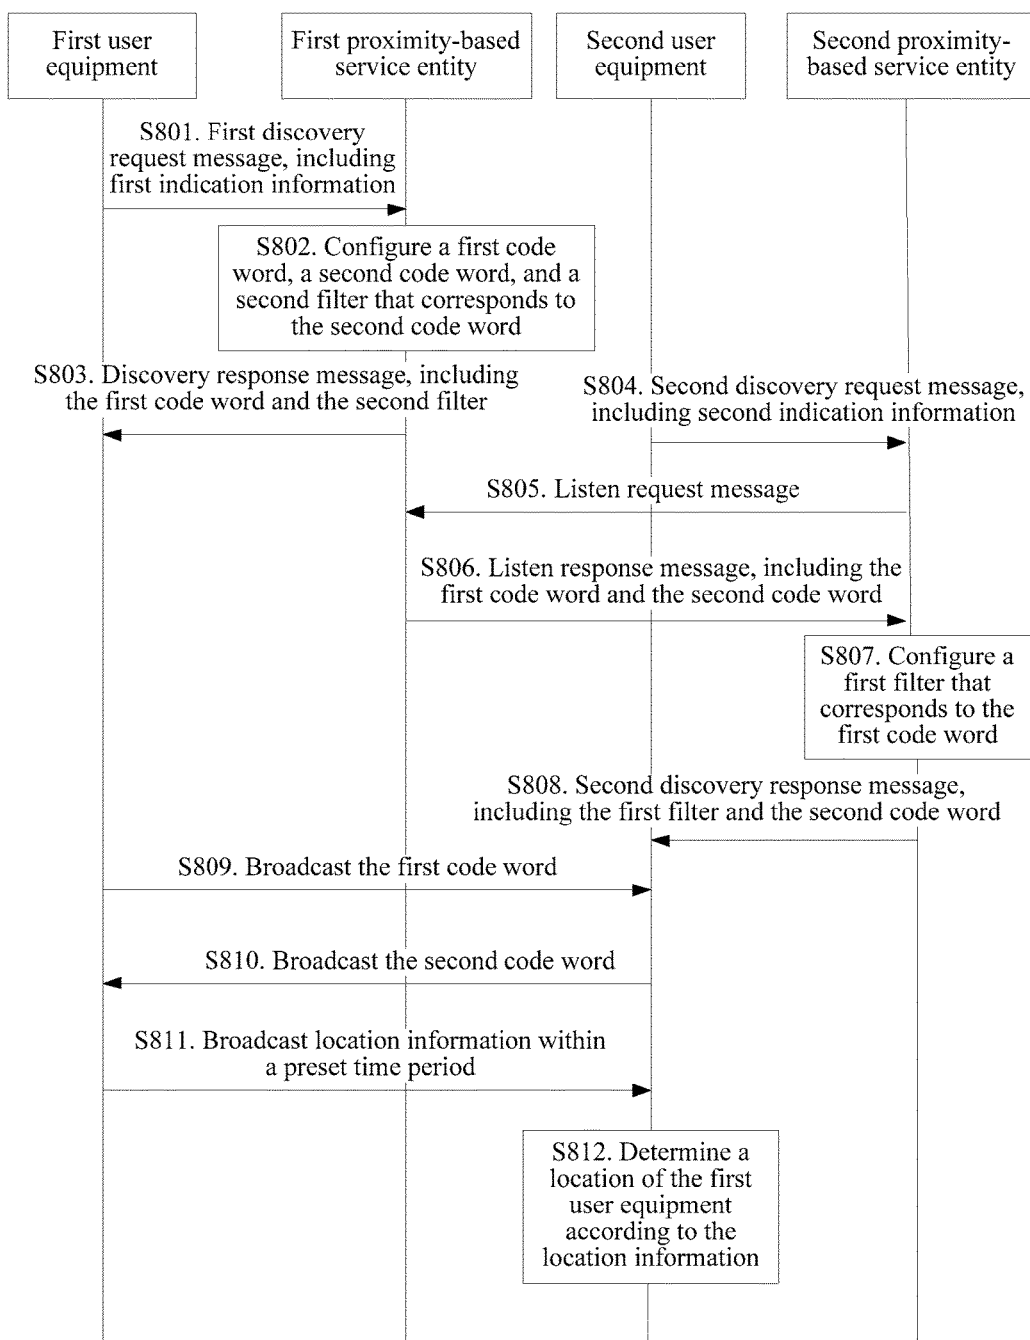 First user
equipment
First proximity-based
service entity
Second user
equipment
Second proximity-
based service entity
S801. First discovery
request message, including
first indication information
S802. Configure a first code
word, a second code word, and a
second filter that corresponds to
the second code word
S803. Discovery response message, including
the first code word and the second filter
S804. Second discovery request message,
including second indication information
S805. Listen request message
S806. Listen response message, including the
first code word and the second code word
S807. Configure a
first filter that
corresponds to the
first code word
S808. Second discovery response message,
including the first filter and the second code word
S809. Broadcast the first code word
S810. Broadcast the second code word
S811. Broadcast location information within
a preset time period
S812. Determine a
location of the first
user equipment
according to the
location information